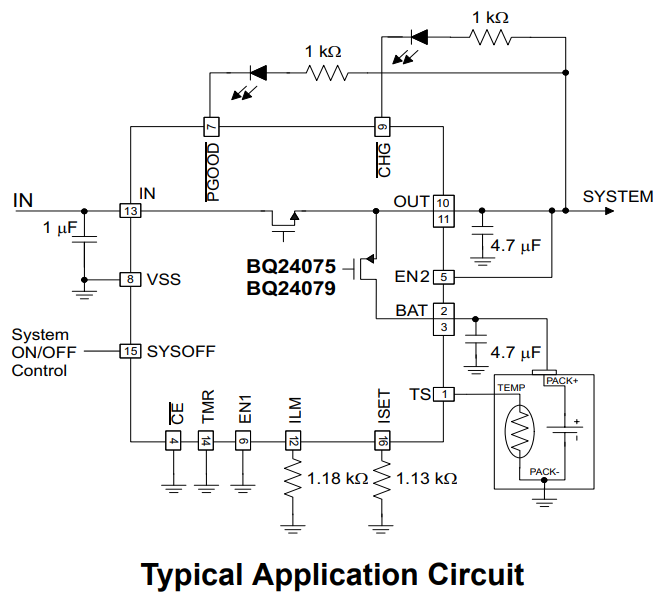 1 kΩ
1 kΩ
7
9
PGOOD
CHG
IN
IN
13
OUT
10
11
SYSTEM
1 μF
4.7 μF
BQ24075
BQ24079
EN2
5
8
VSS
BAT
2
3
System
ON/OFF
Control
15
SYSOFF
4.7 μF
PACK+
TEMP
TS
1
+
-
CE
TMR
EN1
ILM
ISET
4
14
6
12
16
PACK-
1.18 kΩ
1.13 kΩ
Typical Application Circuit